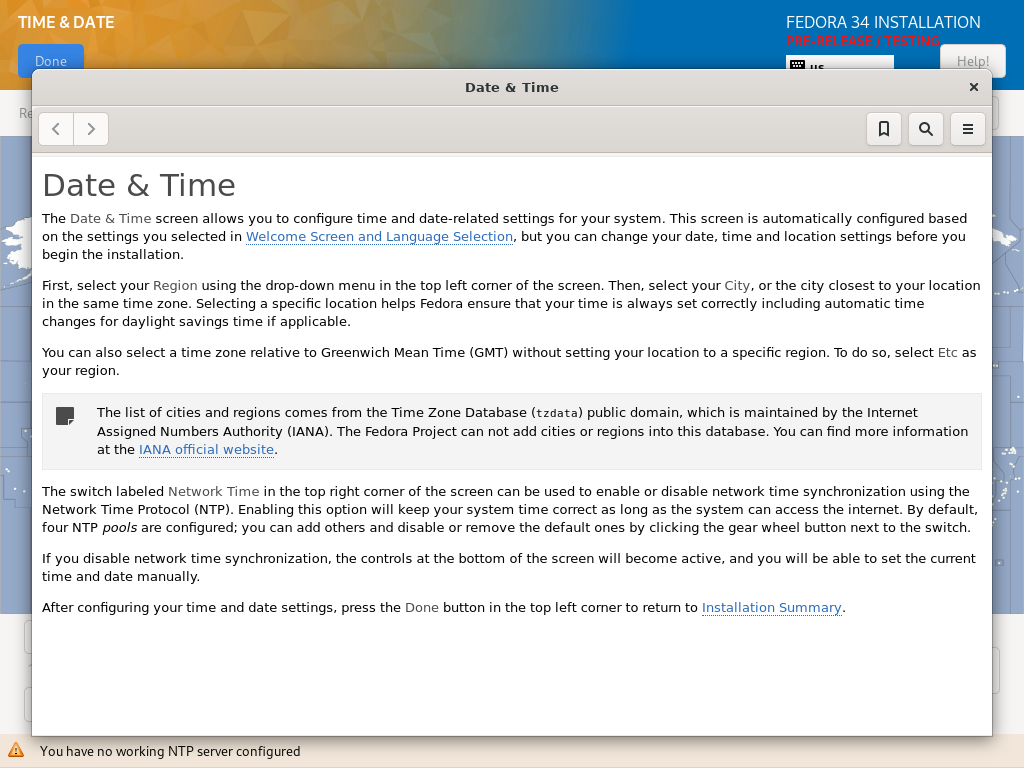 TIME & DATE
FEDORA 34 INSTALLATION
PRE-RELEASE / TESTING
Done
us
Help!
Date & Time
Re
Date & Time
The Date & Time screen allows you to configure time and date-related settings for your system. This screen is automatically configured based
on the settings you selected in Welcome Screen and Language Selection, but you can change your date, time and location settings before you
begin the installation.
First, select your Region using the drop-down menu in the top left corner of the screen. Then, select your City, or the city closest to your location
in the same time zone. Selecting a specific location helps Fedora ensure that your time is always set correctly including automatic time
changes for daylight savings time if applicable.
You can also select a time zone relative to Greenwich Mean Time (GMT) without setting your location to a specific region. To do so, select Etc as
your region.
The list of cities and regions comes from the Time Zone Database (tzdata) public domain, which is maintained by the Internet
Assigned Numbers Authority (IANA). The Fedora Project can not add cities or regions into this database. You can find more information
at the IANA official website.
The switch labeled Network Time in the top right corner of the screen can be used to enable or disable network time synchronization using the
Network Time Protocol (NTP). Enabling this option will keep your system time correct as long as the system can access the internet. By default,
four NTP pools are configured; you can add others and disable or remove the default ones by clicking the gear wheel button next to the switch.
If you disable network time synchronization, the controls at the bottom of the screen will become active, and you will be able to set the current
time and date manually.
After configuring your time and date settings, press the Done button in the top left corner to return to Installation Summary.
You have no working NTP server configured